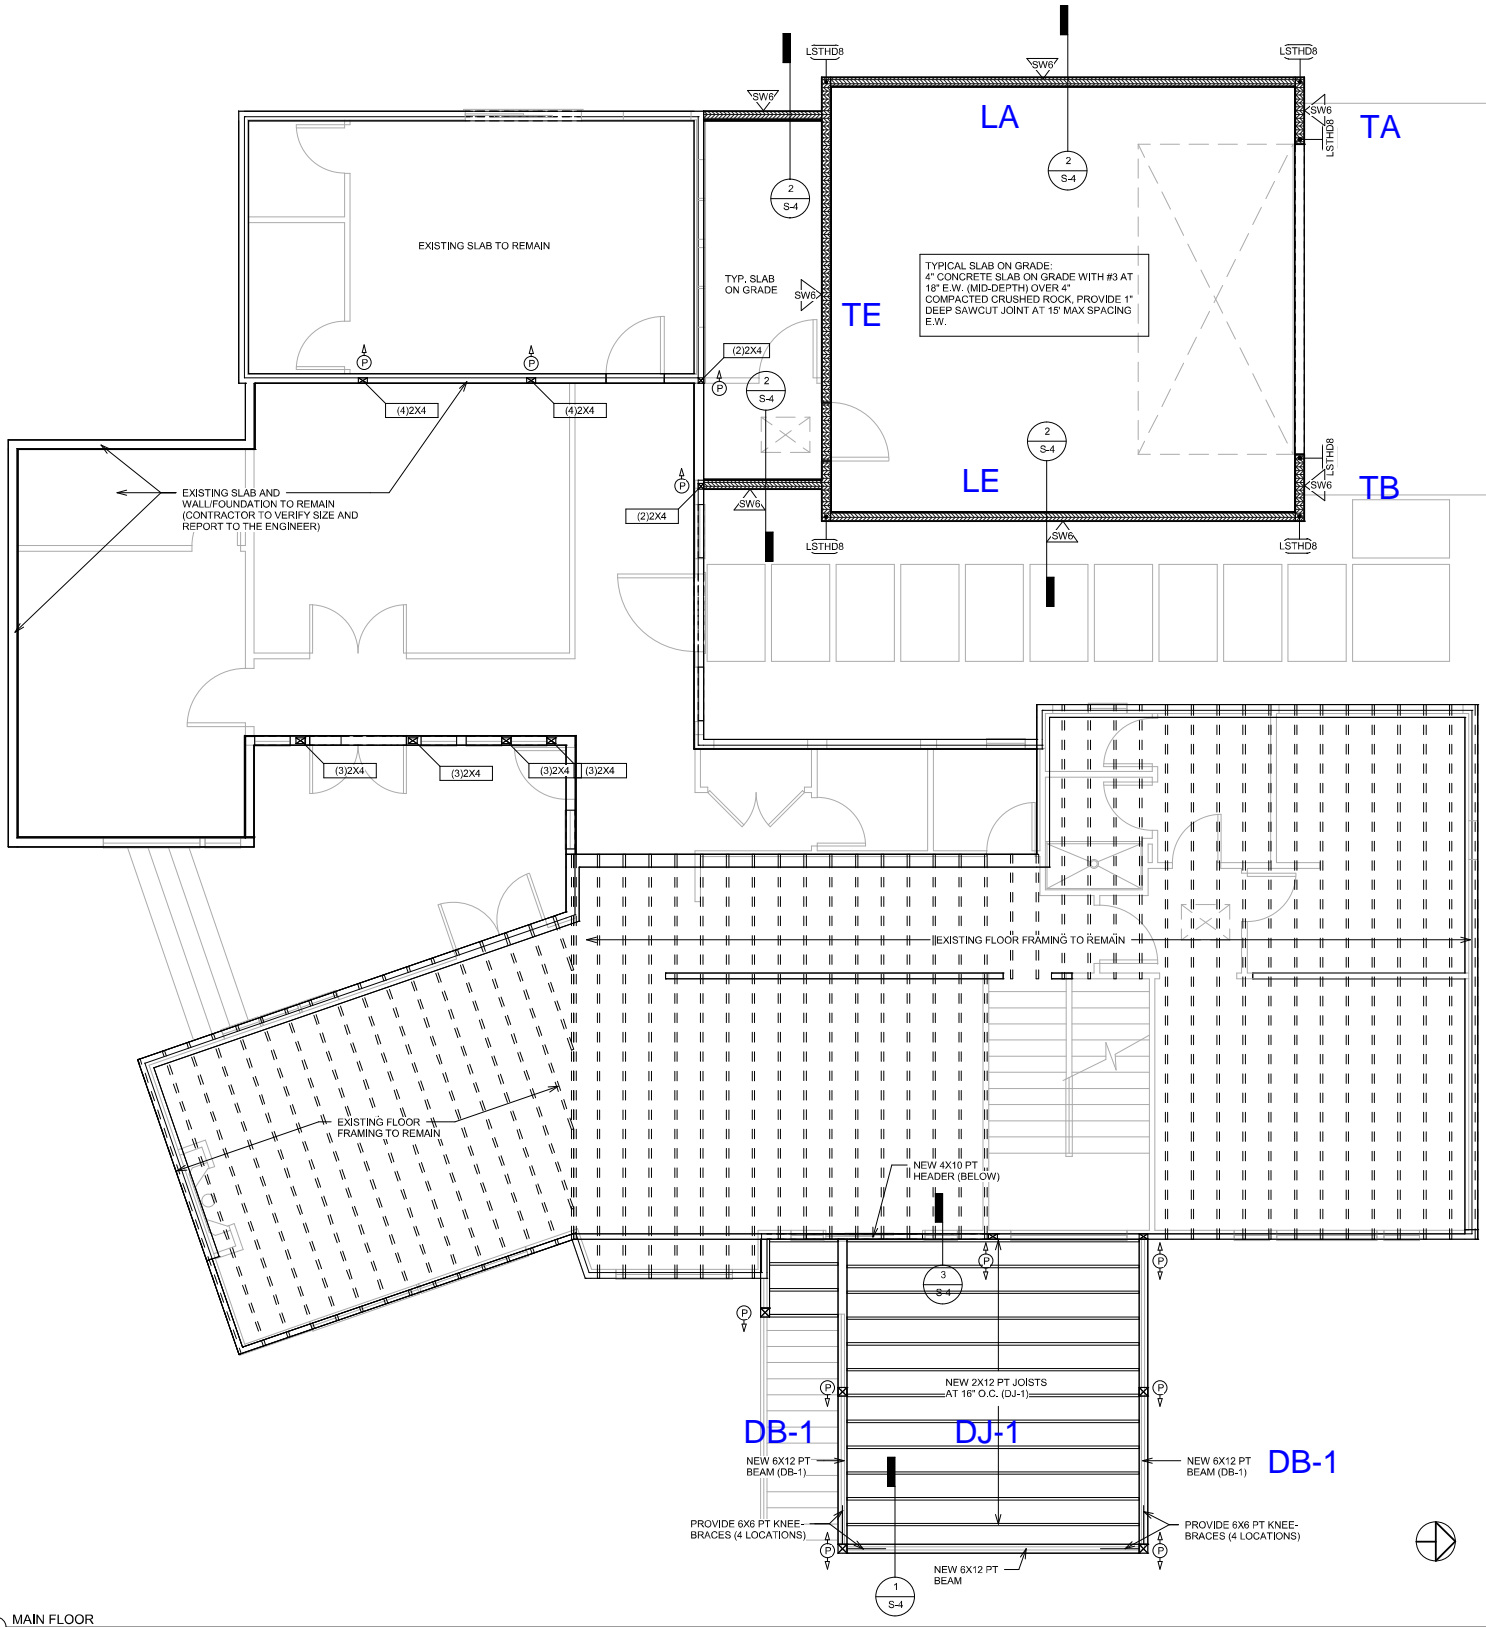 LSTHD8
LSTHD8
SW6
SW6
SW6
LSTHD8
LA
TA
2
S-4
2
S-4
EXISTING SLAB TO REMAIN
TYP. SLAB
ON GRADE
SW6
TYPICAL SLAB ON GRADE:
4" CONCRETE SLAB ON GRADE WITH #3 AT
18" E.W. (MID-DEPTH) OVER 4"
COMPACTED CRUSHED ROCK, PROVIDE 1"
DEEP SAWCUT JOINT AT 15' MAX SPACING
E.W.
TE
P
P
(2)2X4
P
2
S-4
(4)2X4
(4)2X4
2
S-4
LSTHD8
LE
TB
P
SW6
SW6
(2)2X4
SW6
LSTHD8
LSTHD8
EXISTING SLAB AND
WALL/FOUNDATION TO REMAIN
(CONTRACTOR TO VERIFY SIZE AND
REPORT TO THE ENGINEER)
(3)2X4
(3)2X4
(3)2X4
(3)2X4
EXISTING FLOOR FRAMING TO REMAIN
EXISTING FLOOR
FRAMING TO REMAIN
NEW 4X10 PT
HEADER (BELOW)
P
P
3
S-4
P
NEW 2X12 PT JOISTS
AT 16" O.C. (DJ-1)
P
P
DB-1
DJ-1
DB-1
NEW 6X12 PT
BEAM (DB-1)
NEW 6X12 PT
BEAM (DB-1)
PROVIDE 6X6 PT KNEE-
BRACES (4 LOCATIONS)
PROVIDE 6X6 PT KNEE-
BRACES (4 LOCATIONS)
P
P
NEW 6X12 PT
BEAM
1
S-4
MAIN FLOOR